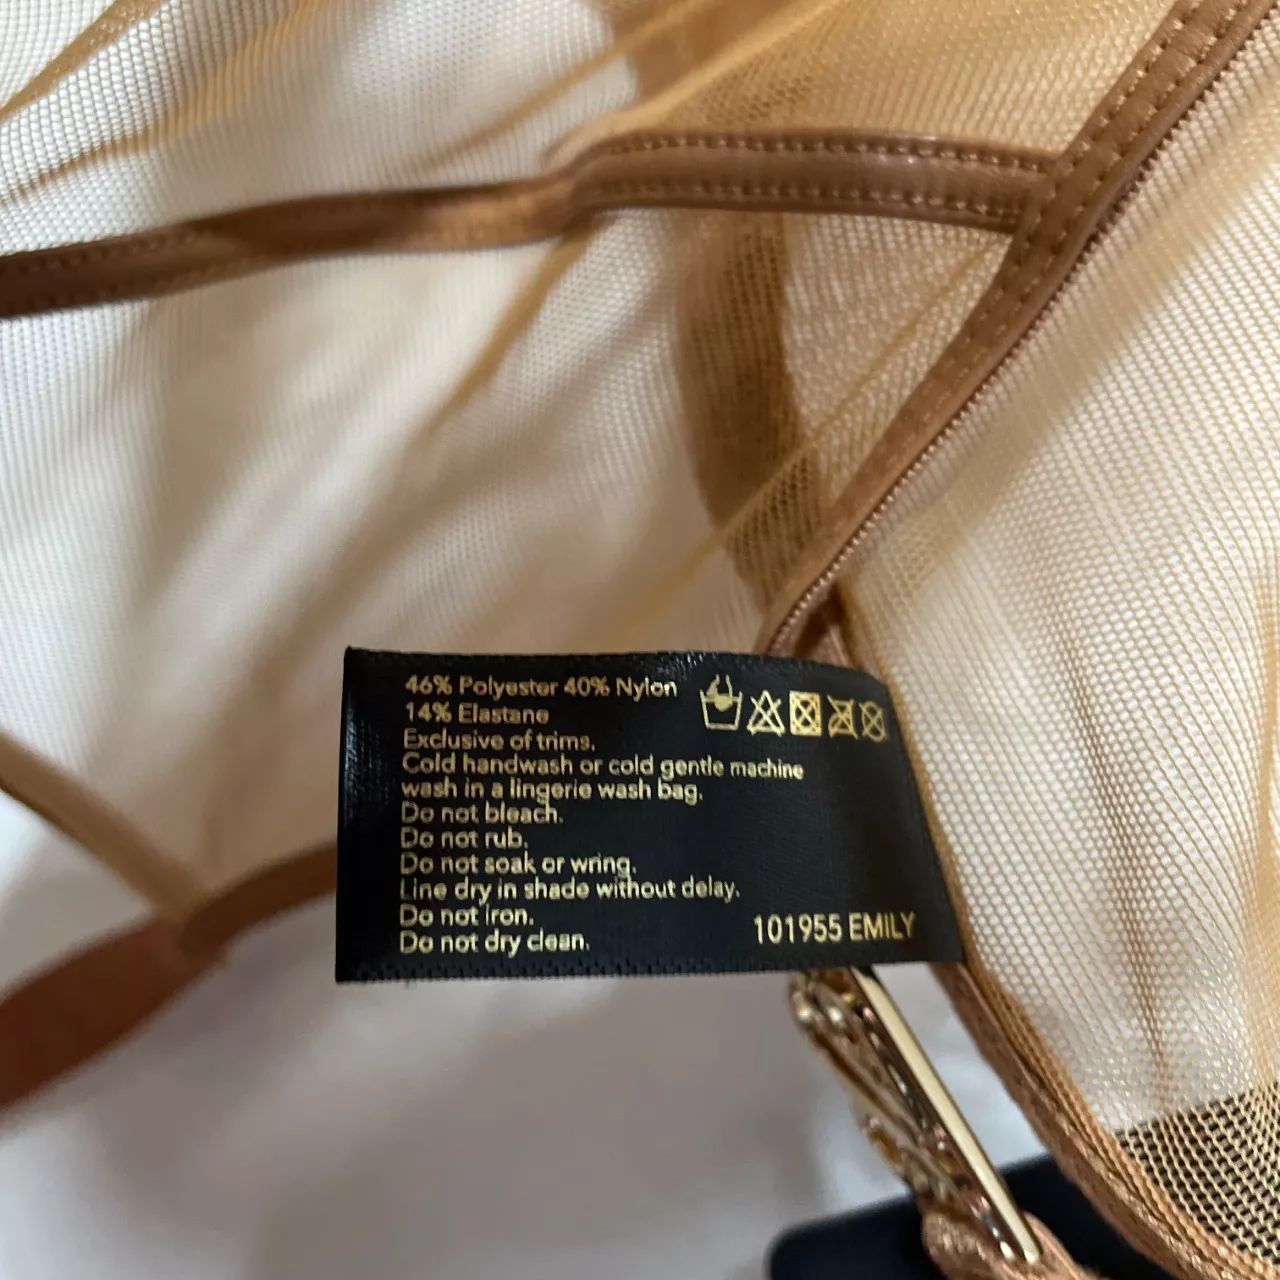 46% Polyester 40% Nylon
14% Elastane
Exclusive of trims.
Cold handwash or cold gentle machine
wash in a lingerie wash bag.
Do not bleach.
Do not rub.
Do not soak or wring.
Line dry in shade without delay.
Do not iron.
Do not dry clean.
101955 EMILY